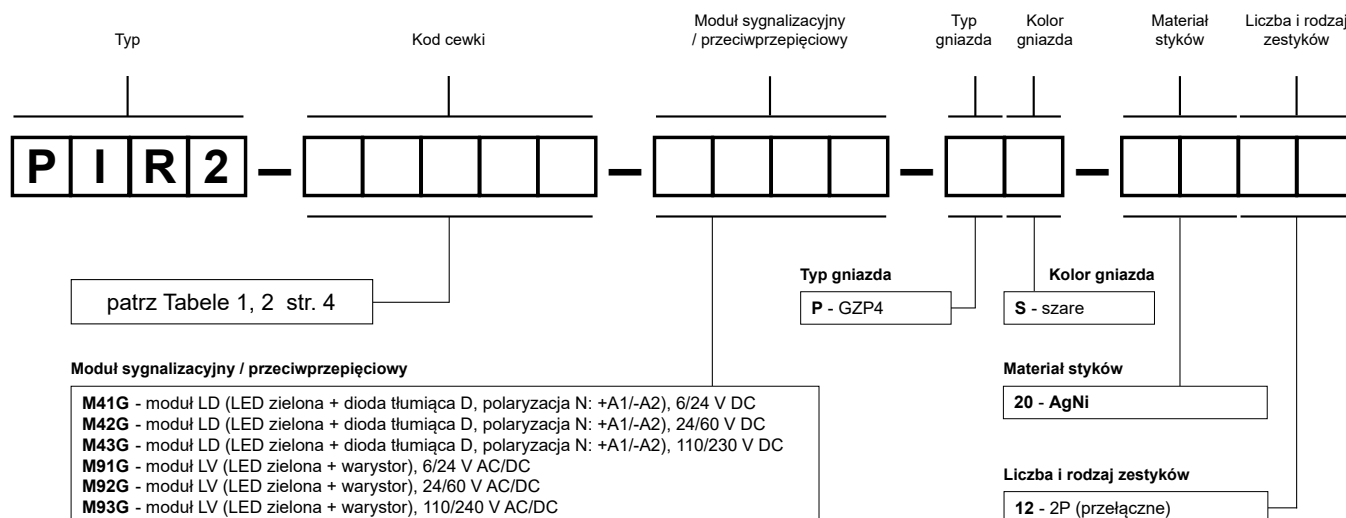 Typ
Kod cewki
Moduł sygnalizacyjny
/ przeciwprzepięciowy
Typ
gniazda
Kolor
gniazda
Materiał
styków
Liczba i rodzaj
zestyków
P I R 2 – – – –
patrz Tabele 1, 2 str. 4
Typ gniazda
P - GZP4
Kolor gniazda
S - szare
Moduł sygnalizacyjny / przeciwprzepięciowy
M41G - moduł LD (LED zielona + dioda tłumiąca D, polaryzacja N: +A1/-A2), 6/24 V DC
M42G - moduł LD (LED zielona + dioda tłumiąca D, polaryzacja N: +A1/-A2), 24/60 V DC
M43G - moduł LD (LED zielona + dioda tłumiąca D, polaryzacja N: +A1/-A2), 110/230 V DC
M91G - moduł LV (LED zielona + warystor), 6/24 V AC/DC
M92G - moduł LV (LED zielona + warystor), 24/60 V AC/DC
M93G - moduł LV (LED zielona + warystor), 110/240 V AC/DC
Materiał styków
20 - AgNi
Liczba i rodzaj zestyków
12 - 2P (przełączne)